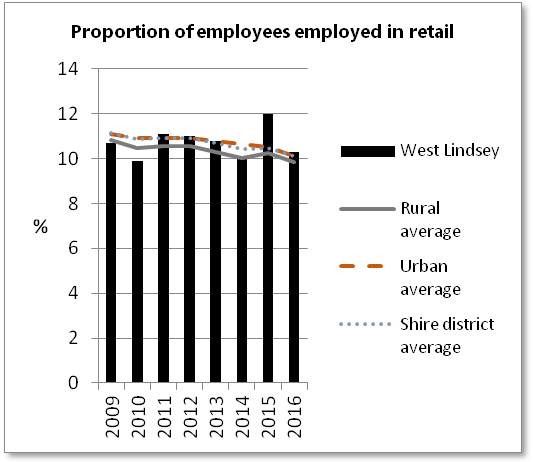 Proportion of employees employed in retail
14
12
10
8
6
4
2
0
%
2009
2010
2011
2012
2013
2014
2015
2016
West Lindsey
Rural
average
Urban
average
Shire district
average